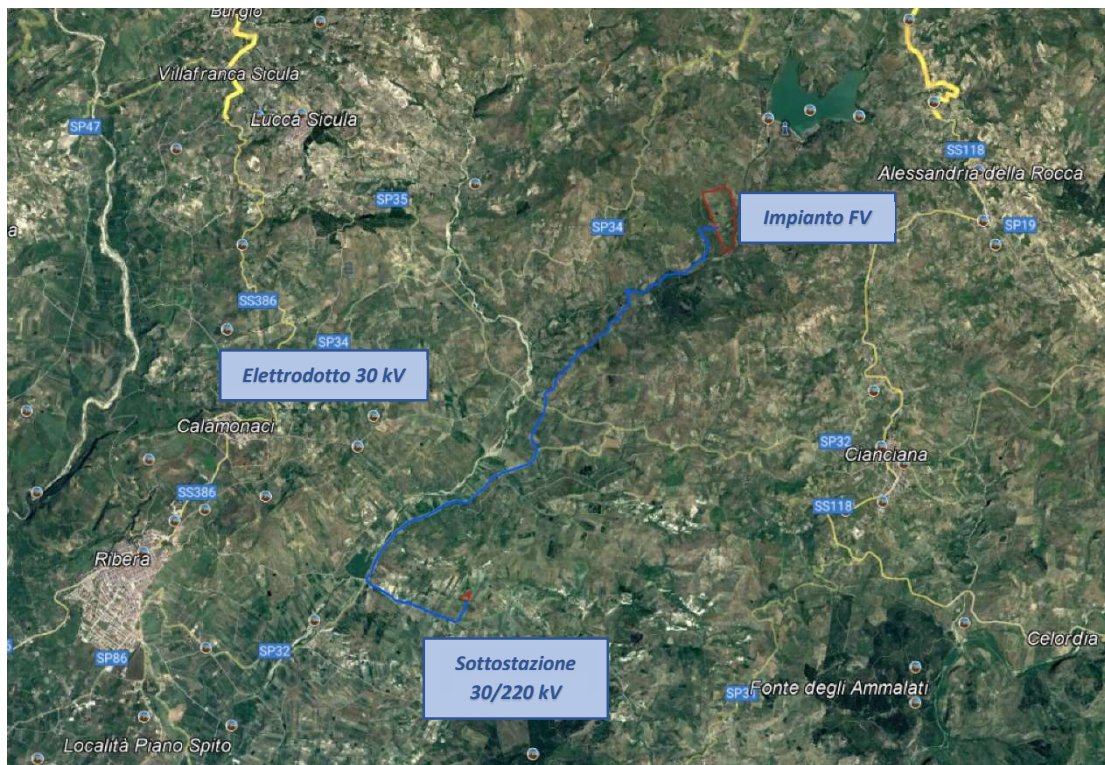 Burgio
Villafranca Sicula
SP47
Lucca Sicula
SS118
Alessandria della Rocca
SP35
SP34
Impianto FV
SP19
SS386
SP34
Elettrodotto 30 kV
Calamonaci
SP32
Cianciana
SS386
SS118
Ribera
SP32
Sottostazione
30/220 kV
Celordia
SP86
Fonte degli Ammalati
Località Piano Spito